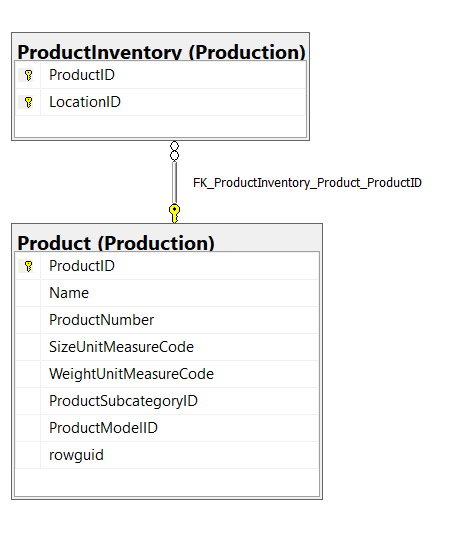 ProductInventory (Production)
ProductID
LocationID
FK_ProductInventory_Product_ProductID
Product (Production)
ProductID
Name
ProductNumber
SizeUnitMeasureCode
WeightUnitMeasureCode
ProductSubcategoryID
ProductModelID
rowguid